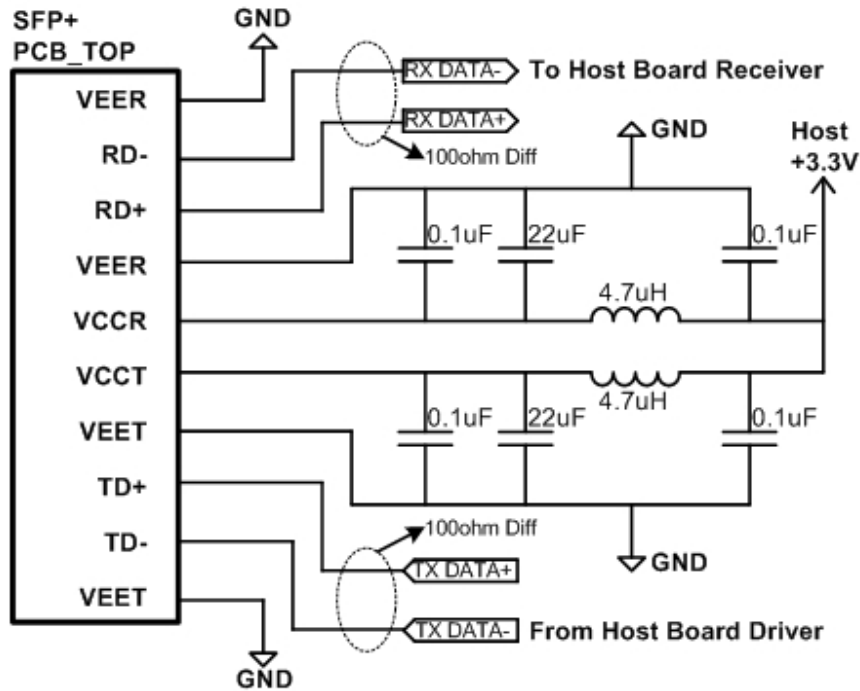 SFP+
PCB_TOP
GND
VEER
RD-
RD+
VEER
VCCR
VCCT
VEET
TD+
TD-
VEET
RX DATA-
To Host Board Receiver
RX DATA+
100ohm Diff
GND
Host
+3.3V
0.1uF
22uF
0.1uF
4.7uH
4.7uH
0.1uF
22uF
0.1uF
100ohm Diff
GND
TX DATA+
TX DATA-
From Host Board Driver
GND